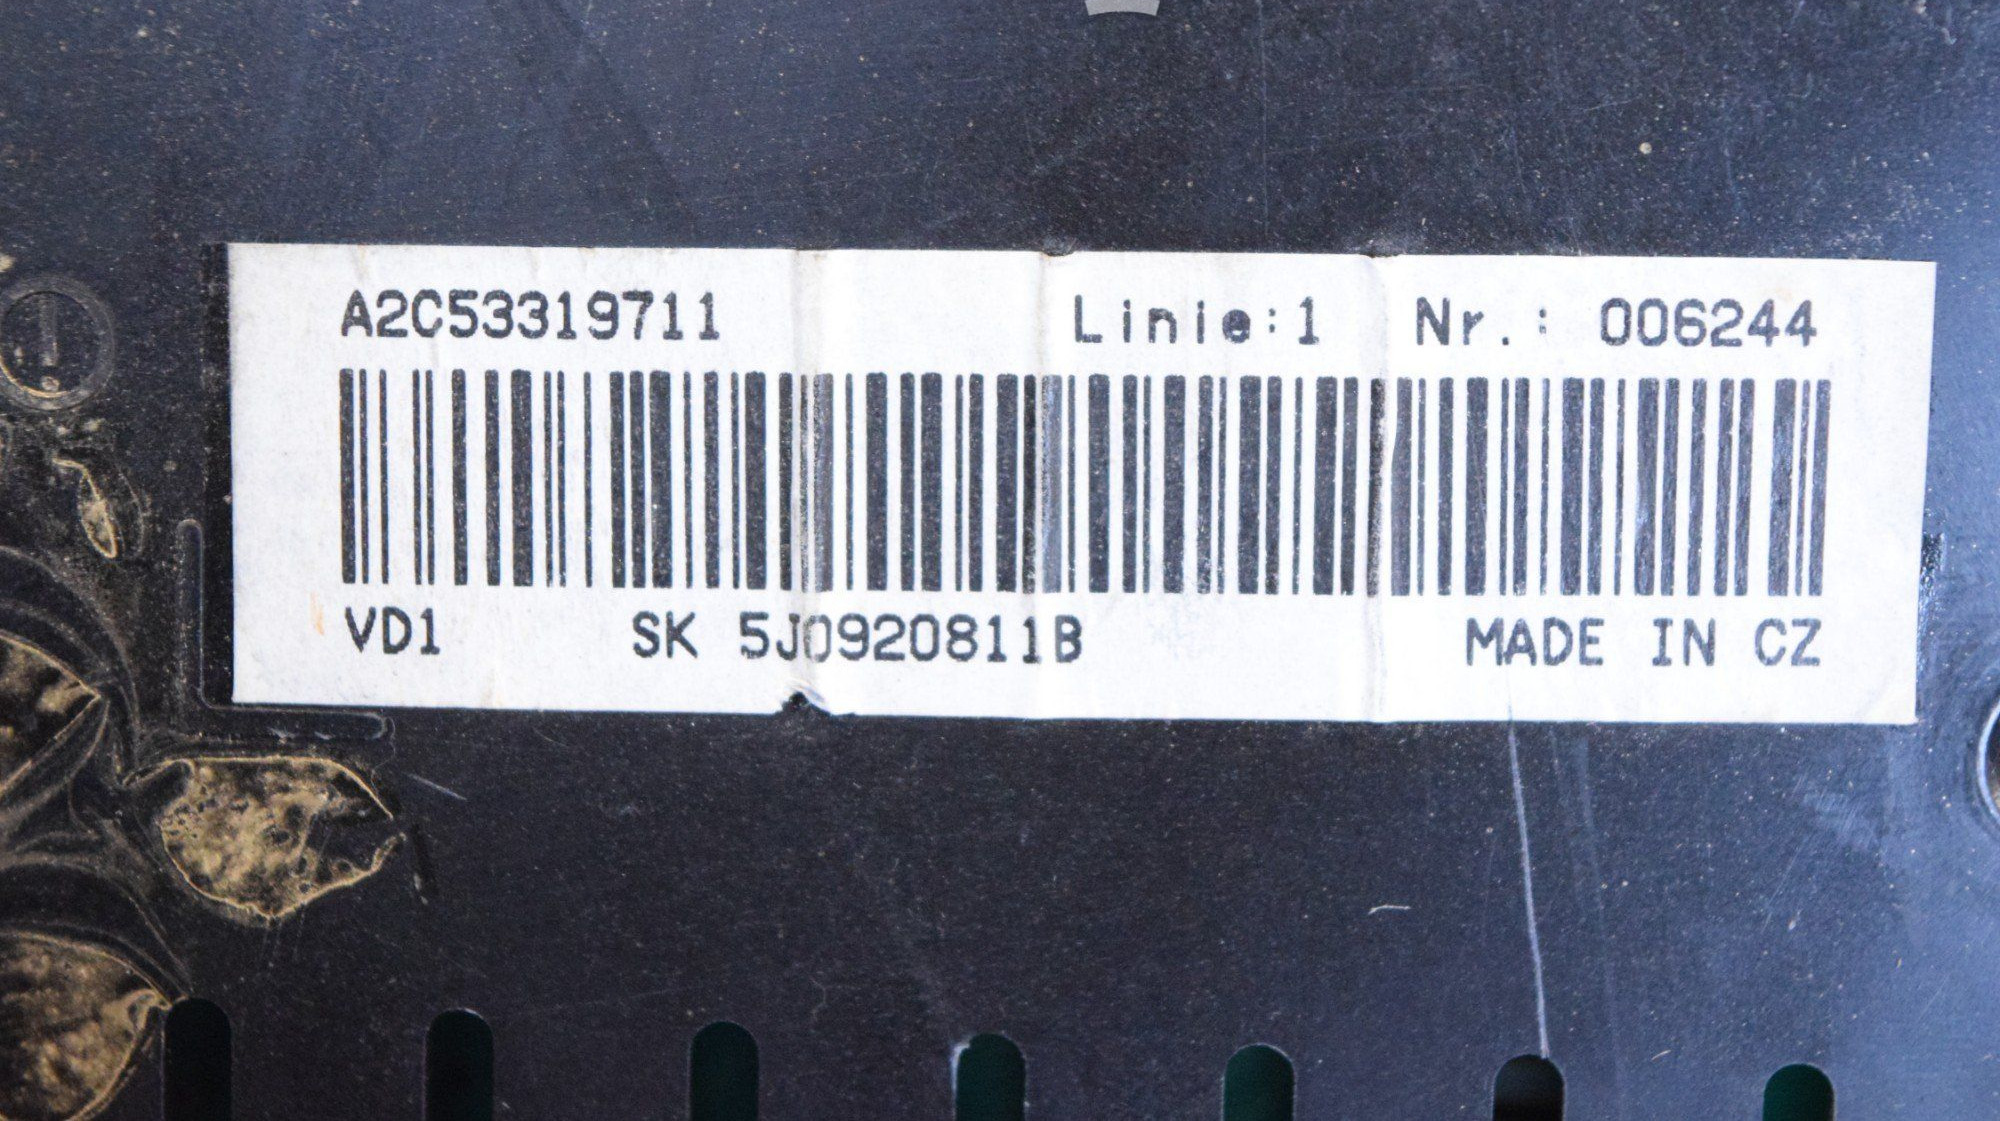 A2C53319711 Linie:1 Nr.: 006244
VD1 SK 5J0920811B MADE IN CZ